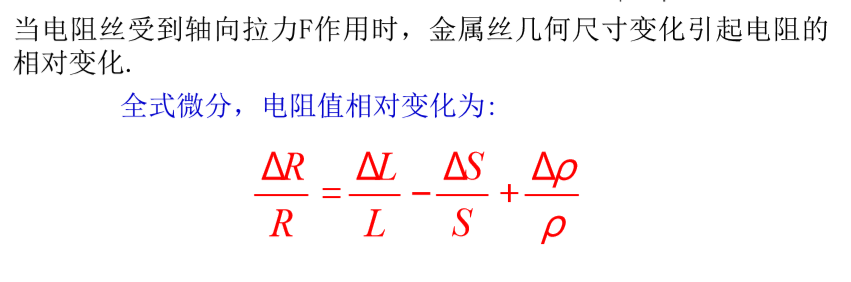 当电阻丝受到轴向拉力F作用时，金属丝几何尺寸变化引起电阻的
相对变化.
全式微分，电阻值相对变化为:
ΔR/R = ΔL/L − ΔS/S + Δρ/ρ